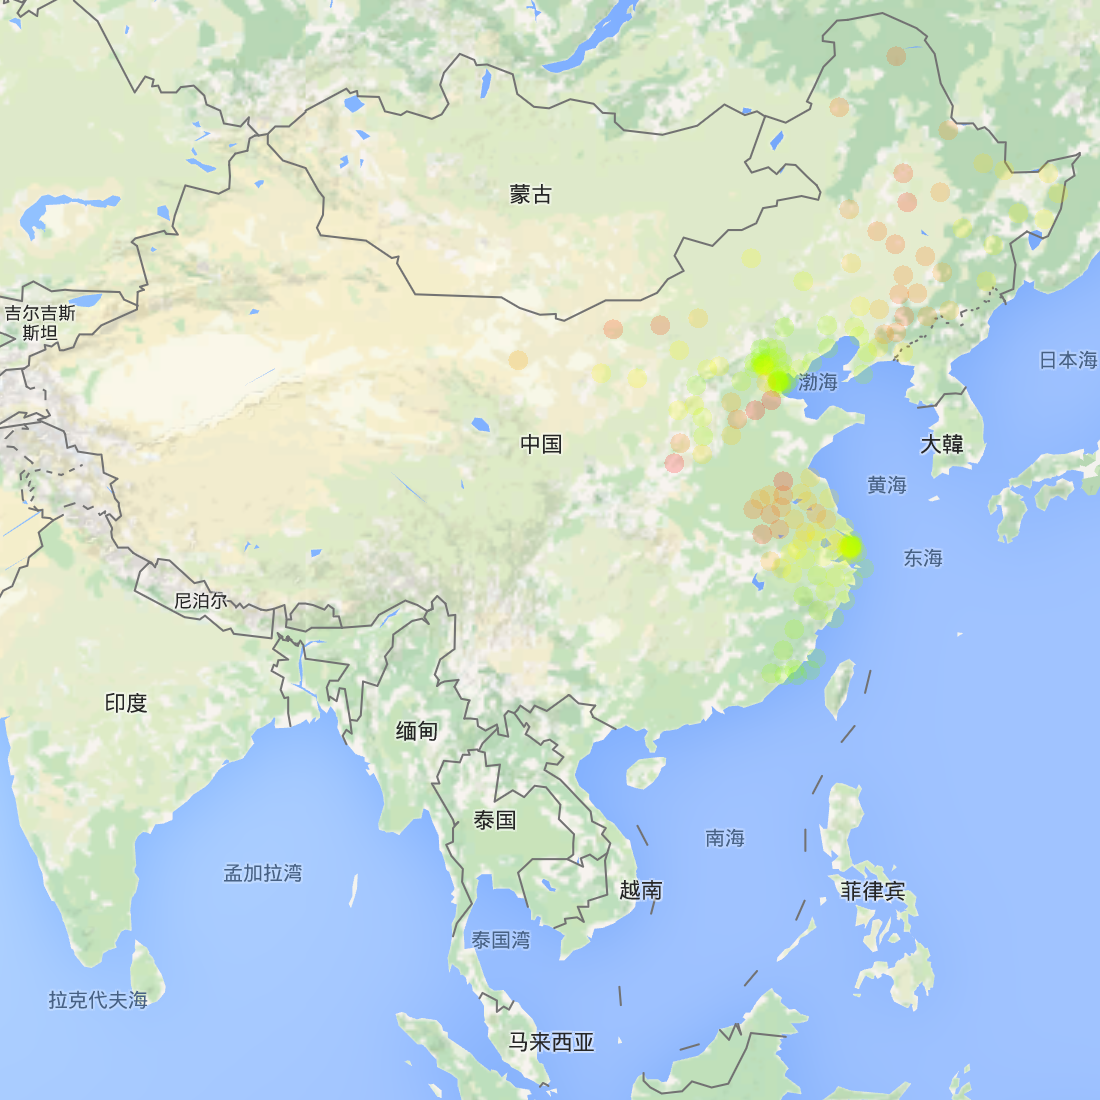 蒙古
吉尔吉斯
斯坦
日本海
渤海
中国
大韓
黄海
东海
尼泊尔
印度
缅甸
泰国
南海
孟加拉湾
越南
菲律宾
泰国湾
拉克代夫海
马来西亚